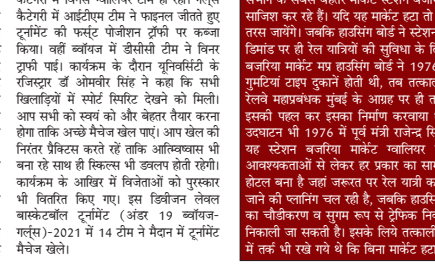 कैटेगरी में आईटीएम टीम ने फाइनल जीतते हुए
टूर्नामेंट की फर्स्ट पोजीशन ट्रॉफी पर कब्जा
किया। वहीं ब्वॉयज में डीसीसी टीम ने विनर
ट्राफी पाई। कार्यक्रम के दौरान यूनिवर्सिटी के
रजिस्ट्रार डॉ ओमवीर सिंह ने कहा कि सभी
खिलाड़ियों में स्पोर्ट स्पिरिट देखने को मिली।
आप सभी को स्वयं को और बेहतर तैयार करना
होगा ताकि अच्छे मैचेज खेल पाएं। आप खेल की
निरंतर प्रैक्टिस करते रहें ताकि आत्मिवश्वास भी
बना रहे साथ ही स्किल्स भी डवलप होती रहेगी।
कार्यक्रम के आखिर में विजेताओं को पुरस्कार
भी वितरित किए गए। इस डिवीजन लेवल
बास्केटबॉल टूर्नामेंट (अंडर 19 ब्वॉयज-
गर्ल्स)-2021 में 14 टीम ने मैदान में टूर्नामेंट
मैचेज खेले।
साजिश कर रहे हैं। यदि यह मार्केट हटा तो
तरस जायेंगे। जबकि हाउसिंग बोर्ड ने स्टेशन
डिमांड पर ही रेल यात्रियों की सुविधा के
बजरिया मार्केट मप्र हाउसिंग बोर्ड ने 1976
गुमटियां टाइप दुकानें होती थी, तब तत्काल
रेलवे महाप्रबंधक मुंबई के आग्रह पर ही
इसकी पहल कर इसका निर्माण करवाया
उदघाटन भी 1976 में पूर्व मंत्री राजेन्द्र
यह स्टेशन बजरिया मार्केट ग्वालियर
आवश्यकताओं से लेकर हर प्रकार का
होटल बना है जहां जरूरत पर रेल यात्री
जाने की प्लानिंग चल रही है, जबकि
का चौडीकरण व सुगम रूप से ट्रेफिक
निकाली जा सकती है। इसके लिये
में तर्क भी रखे गये थे कि बिना मार्केट